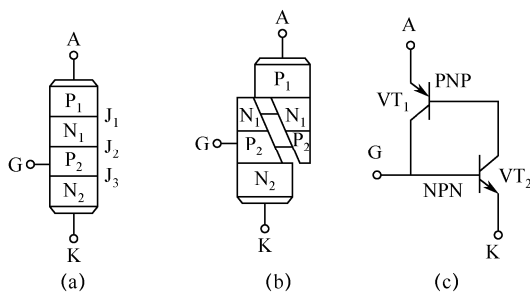 A
P₁
J₁
N₁
J₂
G
P₂
J₃
N₂
K
(a)
A
P₁
N₁
N₁
G
P₂
P₂
N₂
K
(b)
A
PNP
VT₁
G
NPN
VT₂
K
(c)